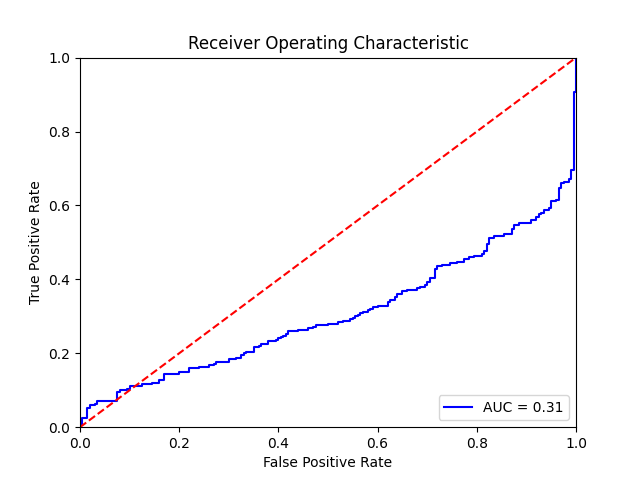 Receiver Operating Characteristic
True Positive Rate
1.0
0.8
0.6
0.4
0.2
0.0
AUC = 0.31
0.0 0.2 0.4 0.6 0.8 1.0
False Positive Rate